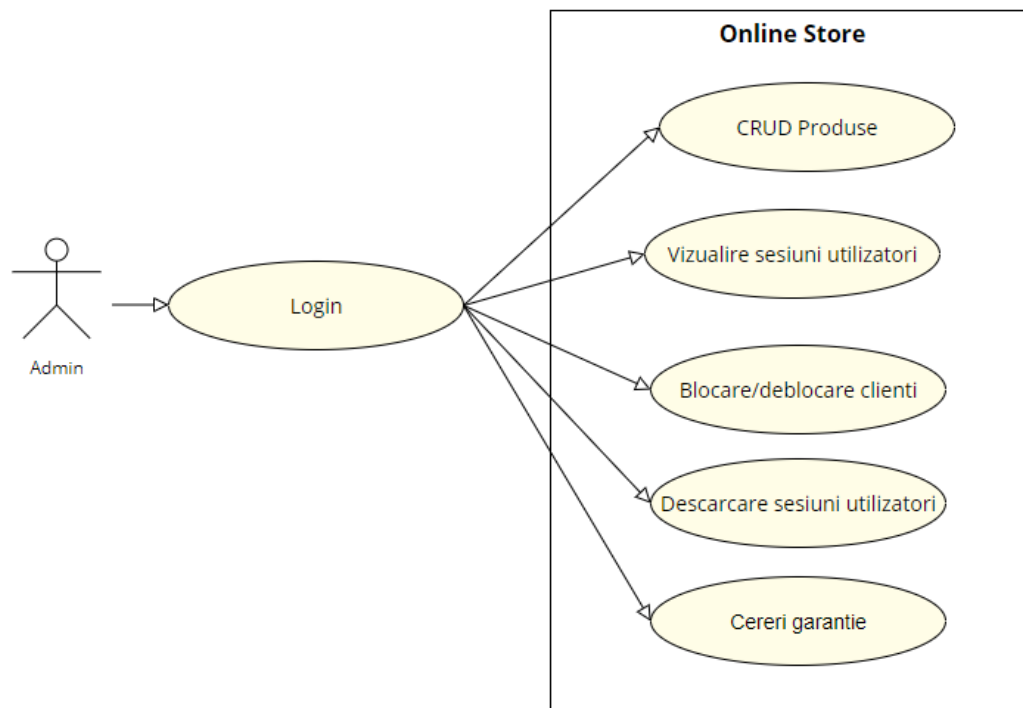 Online Store
CRUD Produse
Vizualire sesiuni utilizatori
Login
Admin
Blocare/deblocare clienti
Descarcare sesiuni utilizatori
Cereri garantie